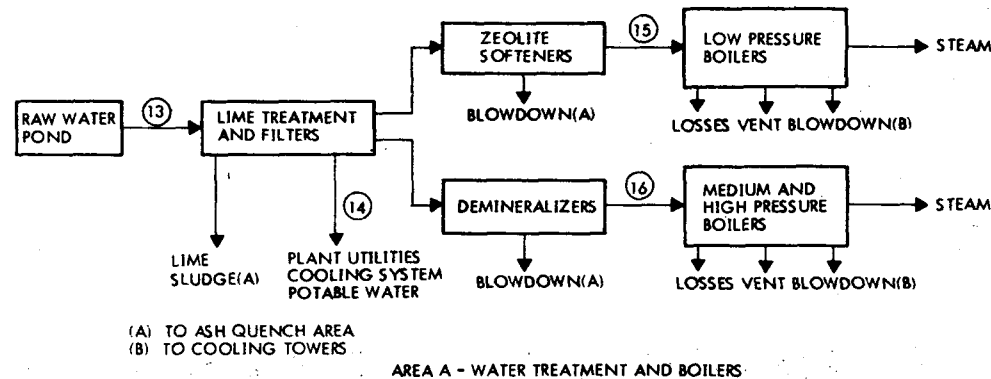 RAW WATER
POND
13
LIME TREATMENT
AND FILTERS
LIME
SLUDGE(A)
14
PLANT UTILITIES
COOLING SYSTEM
POTABLE WATER
ZEOLITE
SOFTENERS
BLOWDOWN(A)
15
LOW PRESSURE
BOILERS
STEAM
LOSSES VENT BLOWDOWN(B)
DEMINERALIZERS
BLOWDOWN(A)
16
MEDIUM AND
HIGH PRESSURE
BOILERS
STEAM
LOSSES VENT BLOWDOWN(B)
(A) TO ASH QUENCH AREA
(B) TO COOLING TOWERS
AREA A - WATER TREATMENT AND BOILERS